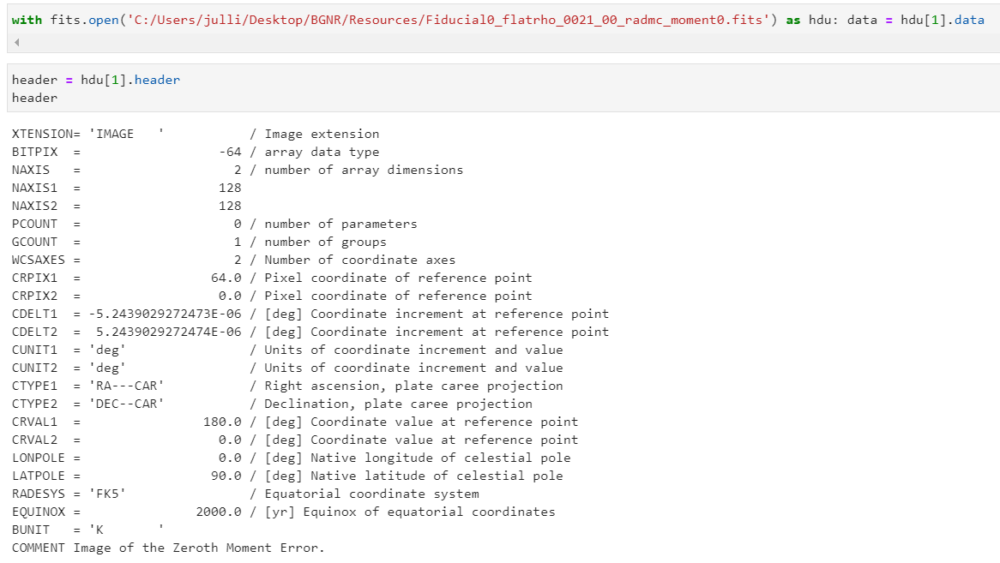 with fits.open('C:/Users/julli/Desktop/BGNR/Resources/Fiducial0_flatrho_0021_00_radmc_moment0.fits') as hdu: data = hdu[1].data
header = hdu[1].header
header
XTENSION= 'IMAGE   '           / Image extension
BITPIX  =                  -64 / array data type
NAXIS   =                    2 / number of array dimensions
NAXIS1  =                  128
NAXIS2  =                  128
PCOUNT  =                    0 / number of parameters
GCOUNT  =                    1 / number of groups
WCSAXES =                    2 / Number of coordinate axes
CRPIX1  =                 64.0 / Pixel coordinate of reference point
CRPIX2  =                  0.0 / Pixel coordinate of reference point
CDELT1  = -5.2439029272473E-06 / [deg] Coordinate increment at reference point
CDELT2  =  5.2439029272474E-06 / [deg] Coordinate increment at reference point
CUNIT1  = 'deg'                / Units of coordinate increment and value
CUNIT2  = 'deg'                / Units of coordinate increment and value
CTYPE1  = 'RA---CAR'           / Right ascension, plate caree projection
CTYPE2  = 'DEC--CAR'           / Declination, plate caree projection
CRVAL1  =                180.0 / [deg] Coordinate value at reference point
CRVAL2  =                  0.0 / [deg] Coordinate value at reference point
LONPOLE =                  0.0 / [deg] Native longitude of celestial pole
LATPOLE =                 90.0 / [deg] Native latitude of celestial pole
RADESYS = 'FK5'                / Equatorial coordinate system
EQUINOX =               2000.0 / [yr] Equinox of equatorial coordinates
BUNIT   = 'K       '
COMMENT Image of the Zeroth Moment Error.